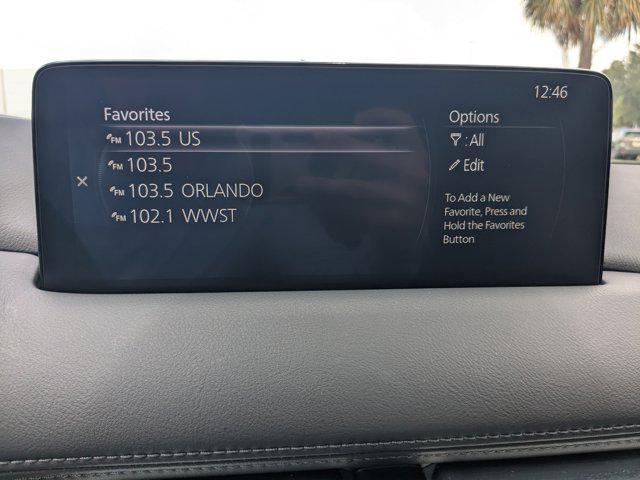 12:46
Favorites
FM 103.5 US
FM 103.5
FM 103.5 ORLANDO
FM 102.1 WWST
Options
: All
Edit
To Add a New
Favorite, Press and
Hold the Favorites
Button